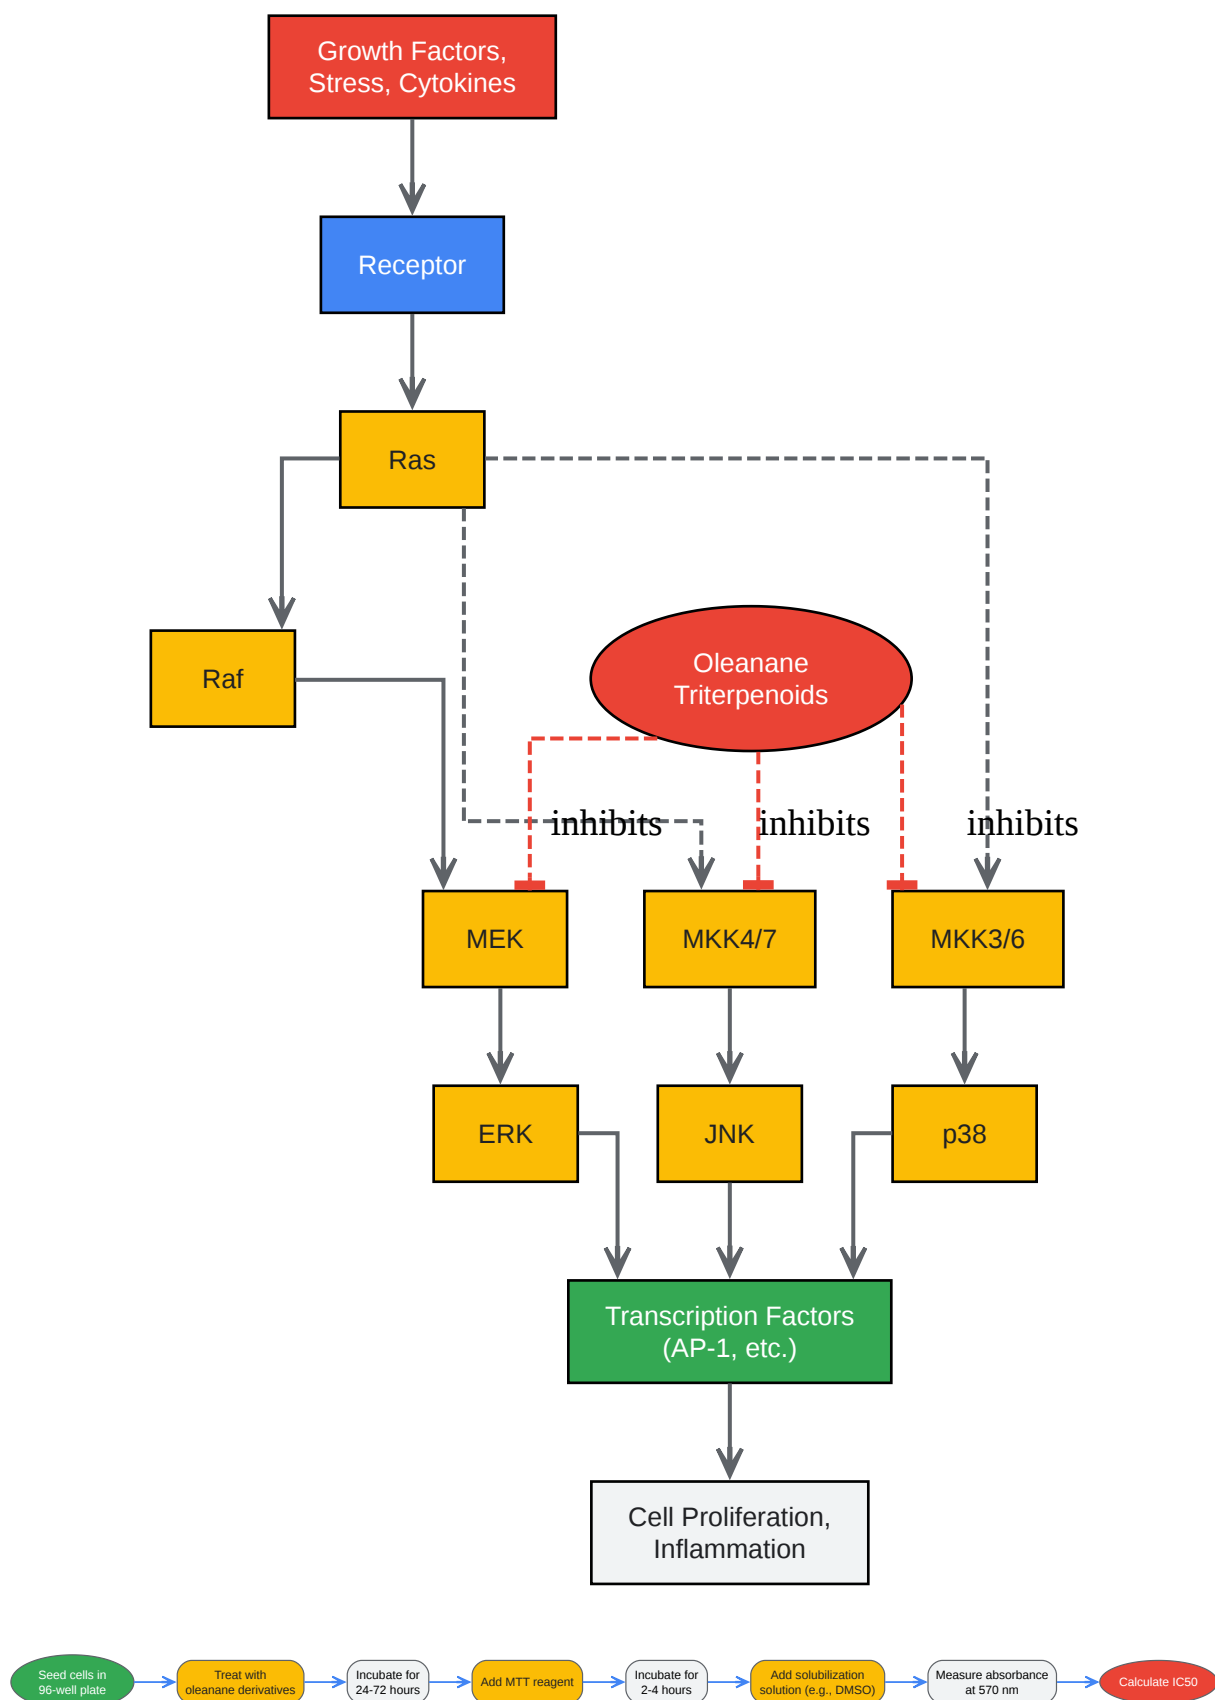 Growth Factors,
Stress, Cytokines
Receptor
Ras
Raf
Oleanane
Triterpenoids
inhibits
inhibits
inhibits
MEK
MKK4/7
MKK3/6
ERK
JNK
p38
Transcription Factors
(AP-1, etc.)
Cell Proliferation,
Inflammation
Seed cells in
96-well plate
Treat with
oleanane derivatives
Incubate for
24-72 hours
Add MTT reagent
Incubate for
2-4 hours
Add solubilization
solution (e.g., DMSO)
Measure absorbance
at 570 nm
Calculate IC50